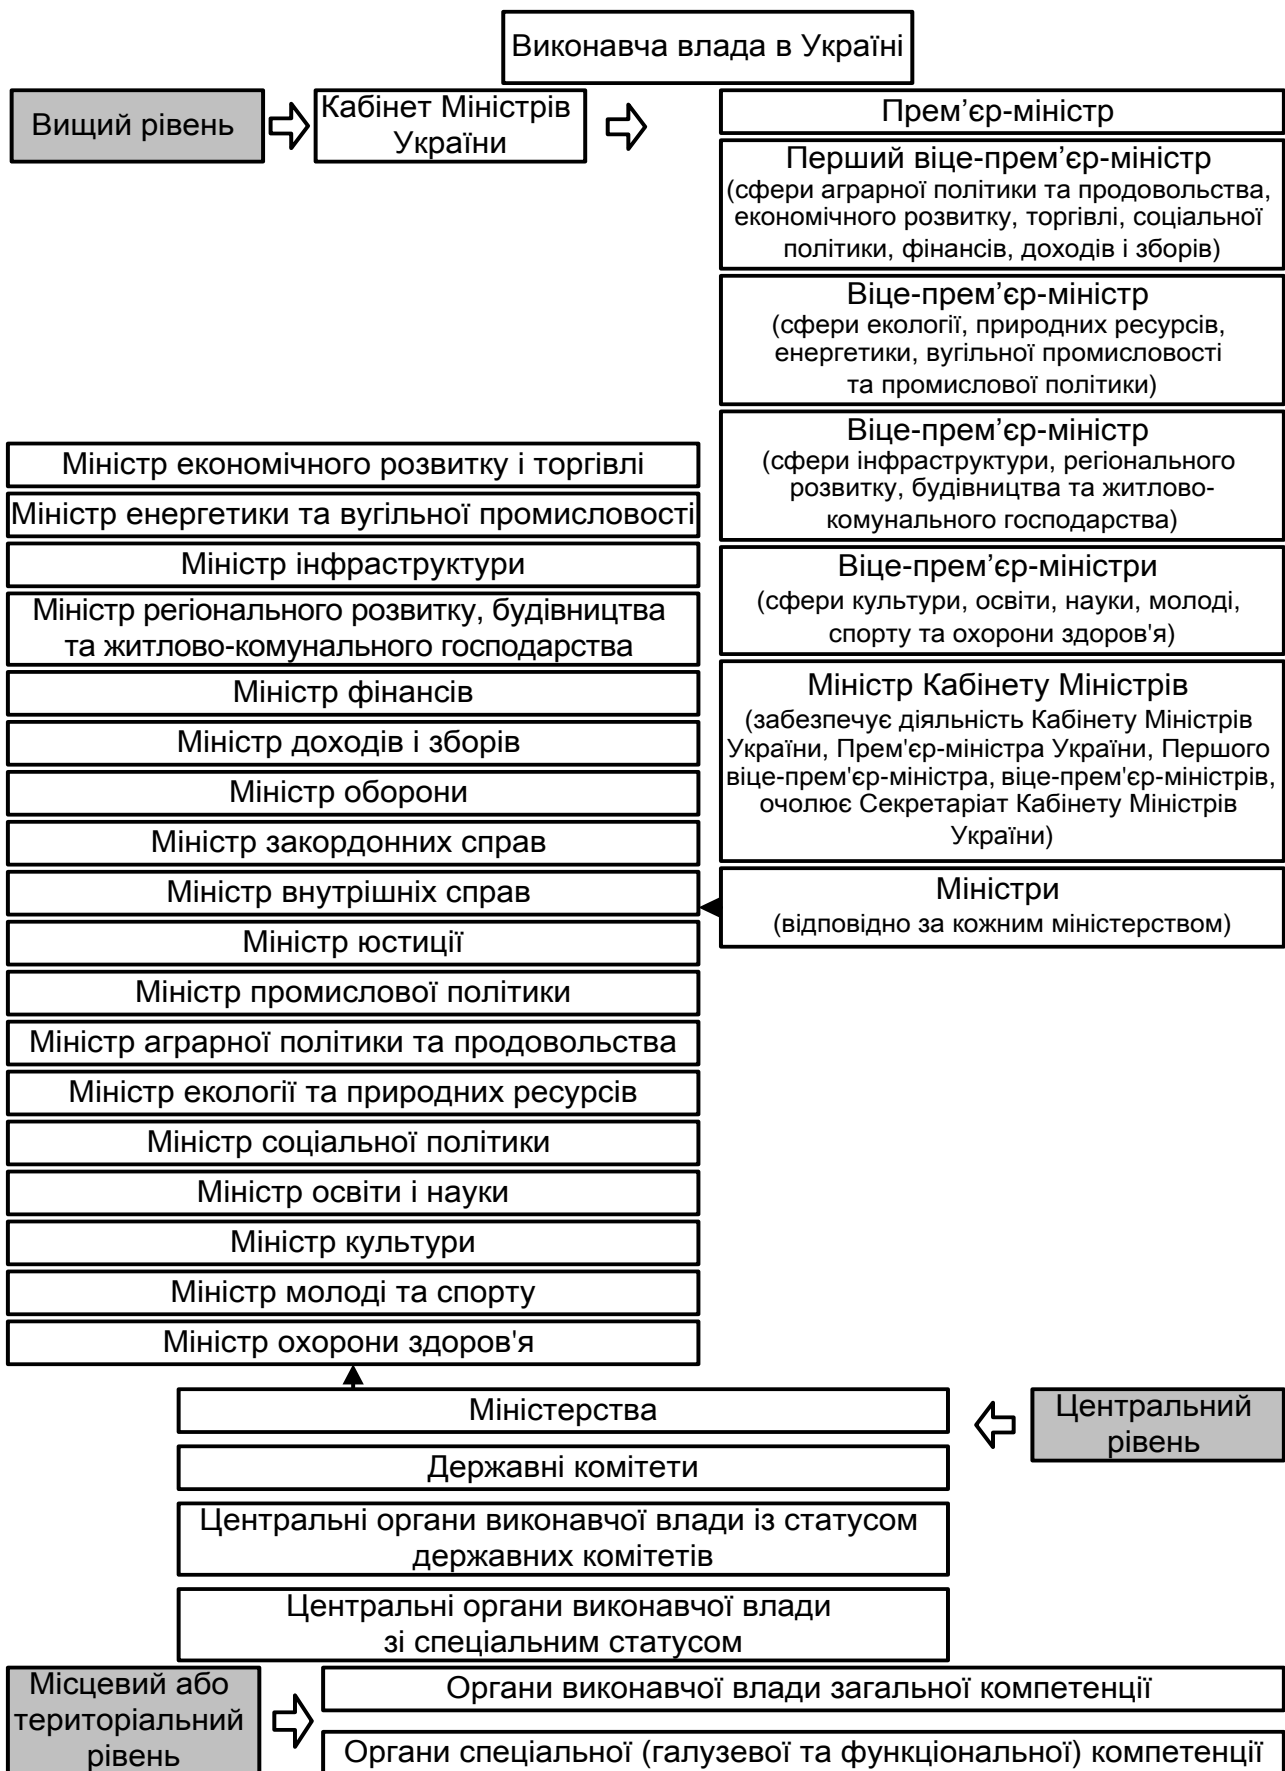 Виконавча влада в Україні
Вищий рівень
Кабінет Міністрів
України
Прем’єр-міністр
Перший віце-прем’єр-міністр
(сфери аграрної політики та продовольства,
економічного розвитку, торгівлі, соціальної
політики, фінансів, доходів і зборів)
Віце-прем’єр-міністр
(сфери екології, природних ресурсів,
енергетики, вугільної промисловості
та промислової політики)
Віце-прем’єр-міністр
(сфери інфраструктури, регіонального
розвитку, будівництва та житлово-
комунального господарства)
Віце-прем’єр-міністри
(сфери культури, освіти, науки, молоді,
спорту та охорони здоров'я)
Міністр Кабінету Міністрів
(забезпечує діяльність Кабінету Міністрів
України, Прем'єр-міністра України, Першого
віце-прем'єр-міністра, віце-прем'єр-міністрів,
очолює Секретаріат Кабінету Міністрів
України)
Міністри
(відповідно за кожним міністерством)
Міністр економічного розвитку і торгівлі
Міністр енергетики та вугільної промисловості
Міністр інфраструктури
Міністр регіонального розвитку, будівництва
та житлово-комунального господарства
Міністр фінансів
Міністр доходів і зборів
Міністр оборони
Міністр закордонних справ
Міністр внутрішніх справ
Міністр юстиції
Міністр промислової політики
Міністр аграрної політики та продовольства
Міністр екології та природних ресурсів
Міністр соціальної політики
Міністр освіти і науки
Міністр культури
Міністр молоді та спорту
Міністр охорони здоров'я
Міністерства
Центральний
рівень
Державні комітети
Центральні органи виконавчої влади із статусом
державних комітетів
Центральні органи виконавчої влади
зі спеціальним статусом
Місцевий або
територіальний
рівень
Органи виконавчої влади загальної компетенції
Органи спеціальної (галузевої та функціональної) компетенції